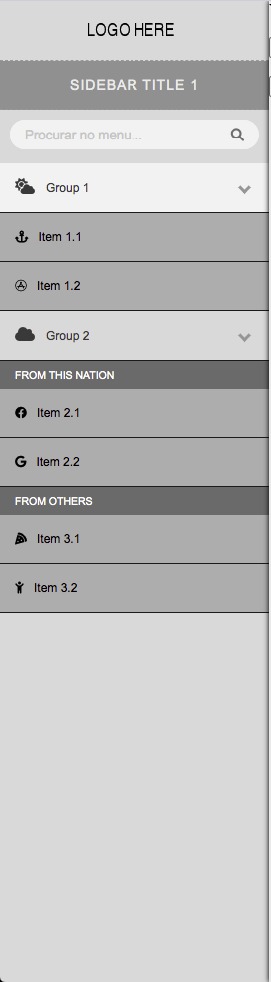 LOGO HERE
SIDEBAR TITLE 1
Procurar no menu...
Group 1
Item 1.1
Item 1.2
Group 2
FROM THIS NATION
Item 2.1
Item 2.2
FROM OTHERS
Item 3.1
Item 3.2